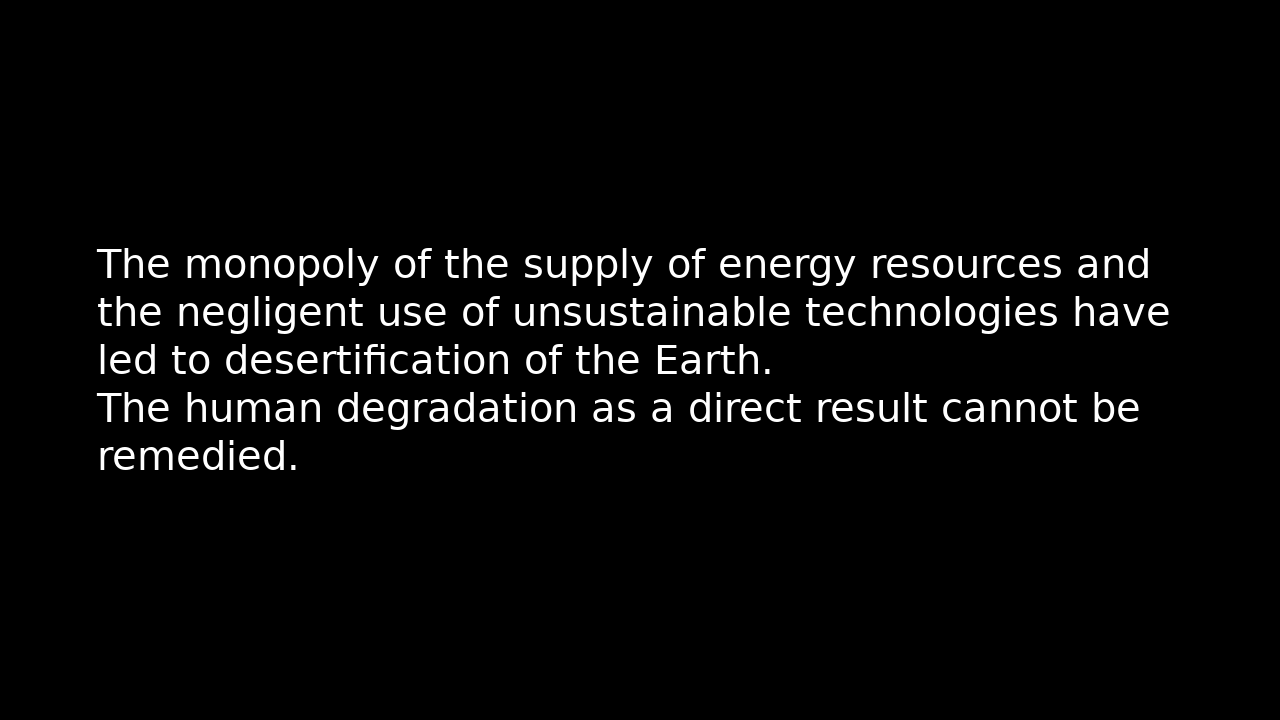 The monopoly of the supply of energy resources and
the negligent use of unsustainable technologies have
led to desertification of the Earth.
The human degradation as a direct result cannot be
remedied.